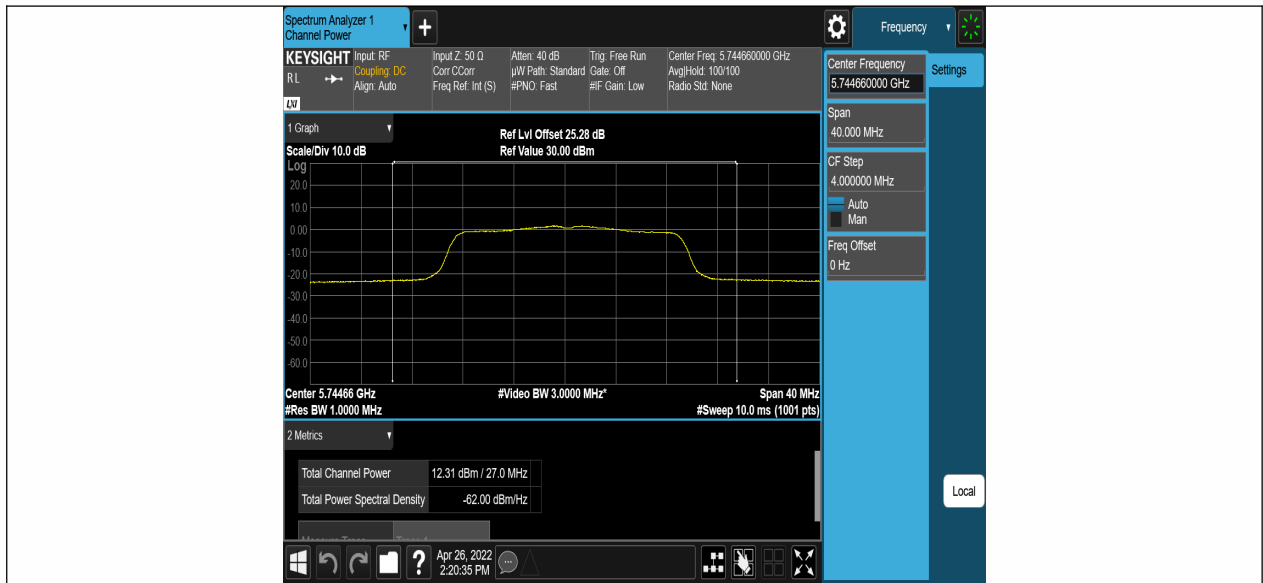 Spectrum Analyzer 1
Channel Power
Frequency
KEYSIGHT
RL
LXI
Input: RF
Coupling: DC
Align: Auto
Input Z: 50 Ω
Corr CCorr
Freq Ref: Int (S)
Atten: 40 dB
µW Path: Standard
#PNO: Fast
Trig: Free Run
Gate: Off
#IF Gain: Low
Center Freq: 5.744660000 GHz
Avg|Hold: 100/100
Radio Std: None
Center Frequency
5.744660000 GHz
Settings
Span
40.000 MHz
CF Step
4.000000 MHz
Auto
Man
Freq Offset
0 Hz
Local
1 Graph
Scale/Div 10.0 dB
Ref Lvl Offset 25.28 dB
Ref Value 30.00 dBm
Log
20.0
10.0
0.00
-10.0
-20.0
-30.0
-40.0
-50.0
-60.0
Center 5.74466 GHz
#Video BW 3.0000 MHz*
Span 40 MHz
#Res BW 1.0000 MHz
#Sweep 10.0 ms (1001 pts)
2 Metrics
Total Channel Power 12.31 dBm / 27.0 MHz
Total Power Spectral Density -62.00 dBm/Hz
?
Apr 26, 2022
2:20:35 PM